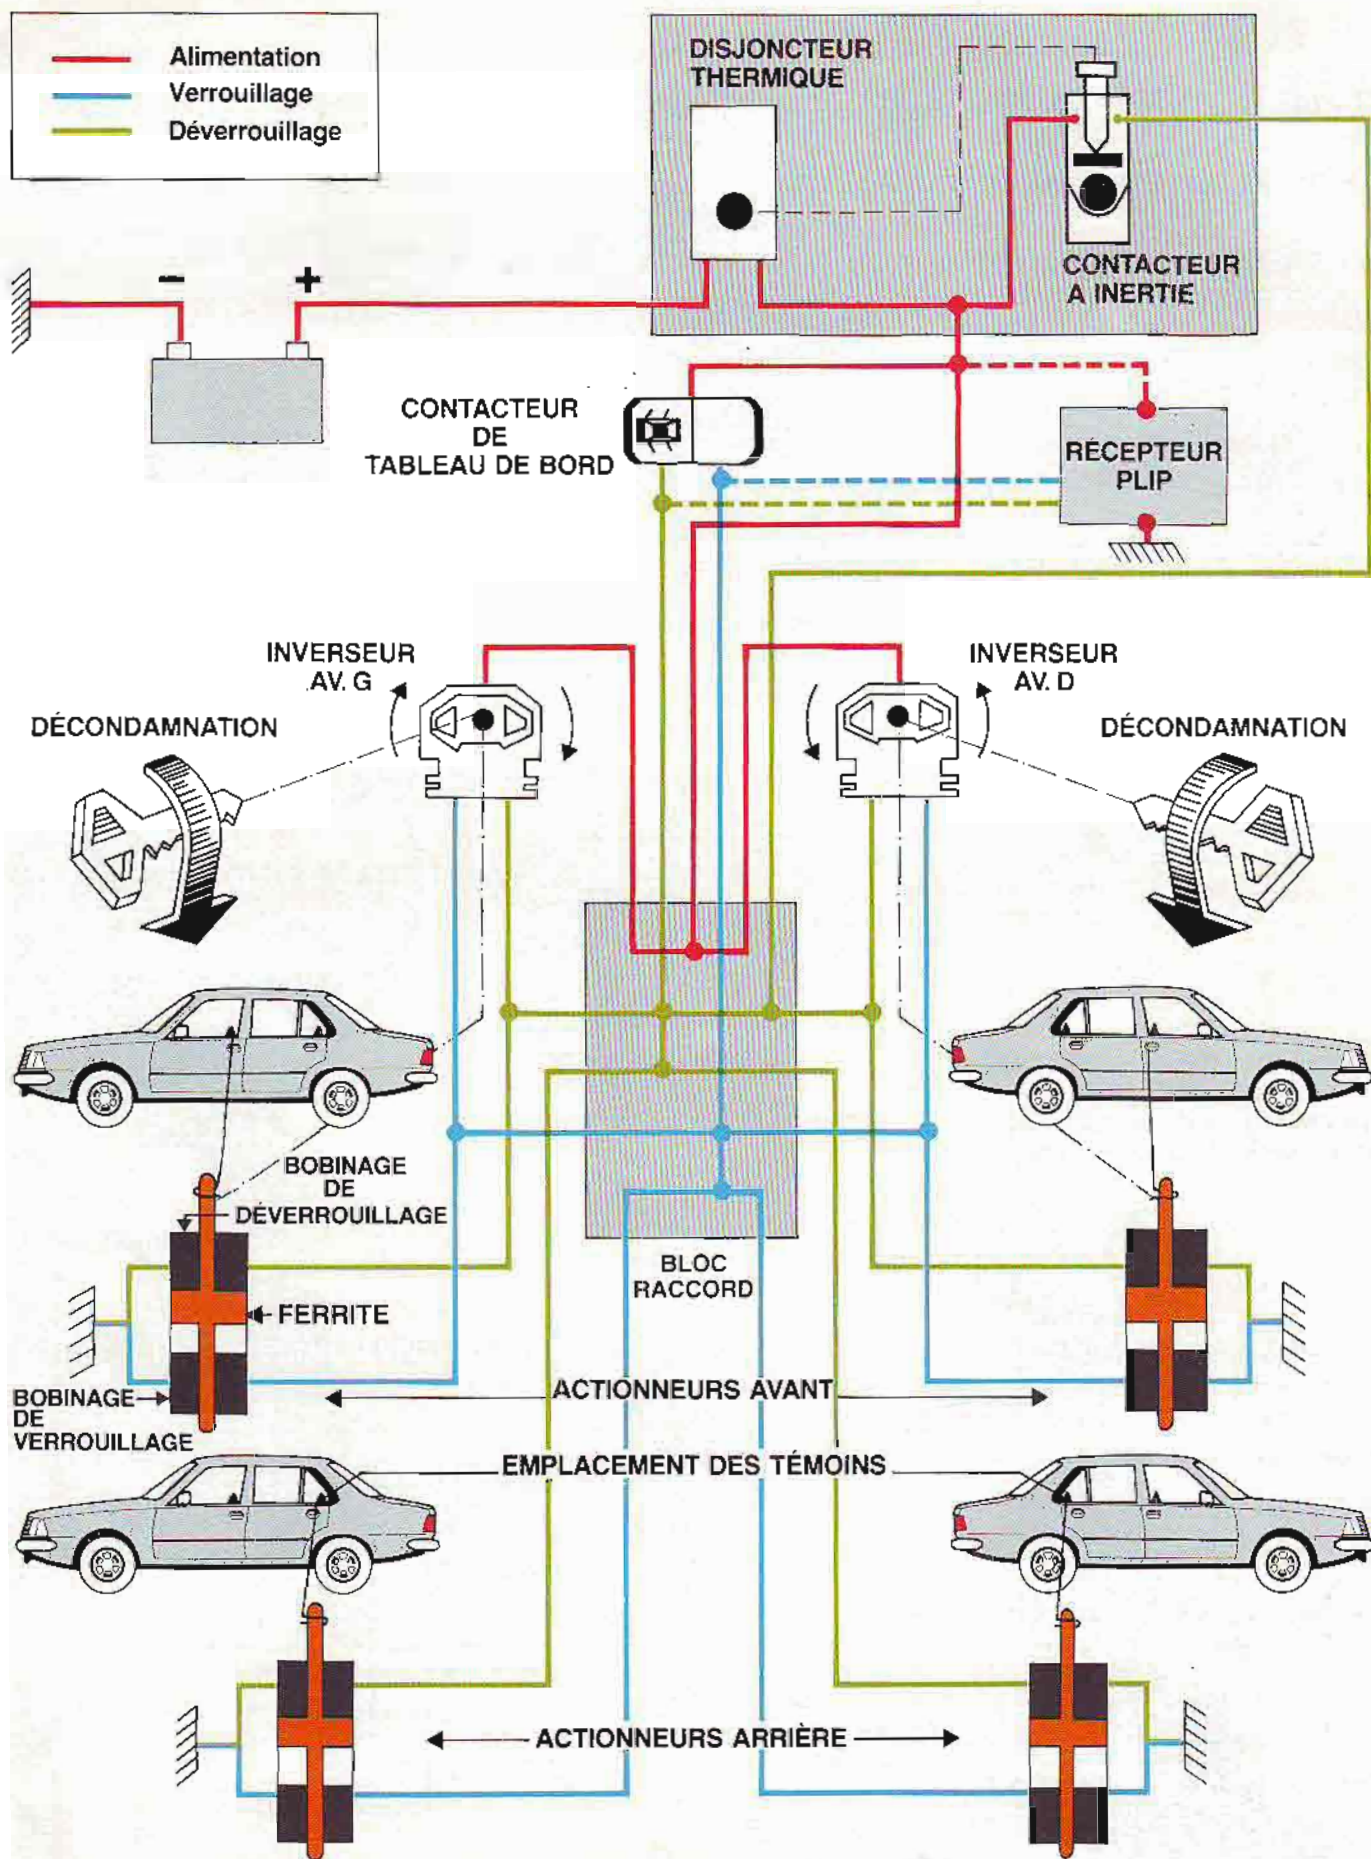 Alimentation
Verrouillage
Déverrouillage
DISJONCTEUR
THERMIQUE
CONTACTEUR
A INERTIE
−
+
CONTACTEUR
DE
TABLEAU DE BORD
RÉCEPTEUR
PLIP
INVERSEUR
AV. G
INVERSEUR
AV. D
DÉCONDAMNATION
DÉCONDAMNATION
BOBINAGE
DE
DÉVERROUILLAGE
BLOC
RACCORD
FERRITE
BOBINAGE
DE
VERROUILLAGE
ACTIONNEURS AVANT
EMPLACEMENT DES TÉMOINS
ACTIONNEURS ARRIÈRE